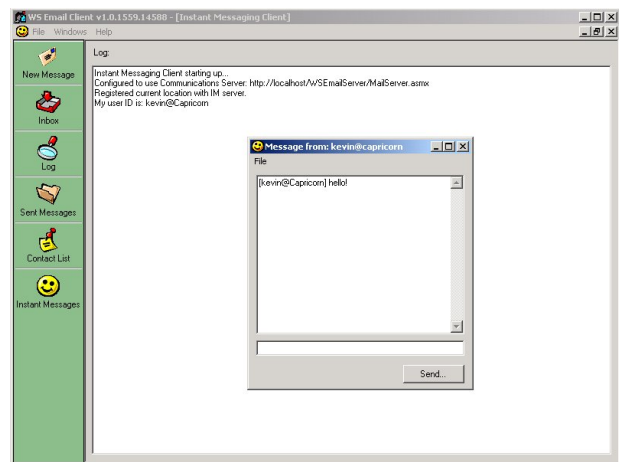 WS Email Client v1.0.1559.14588 - [Instant Messaging Client]
File Windows Help
New Message
Inbox
Log
Sent Messages
Contact List
Instant Messages
Log:
Instant Messaging Client starting up...
Configured to use Communications Server: http://localhost/WSEmailServer/MailServer.asmx
Registered current location with IM server.
My user ID is: kevin@Capricorn
Message from: kevin@capricorn
File
[kevin@Capricorn] hello!
Send...